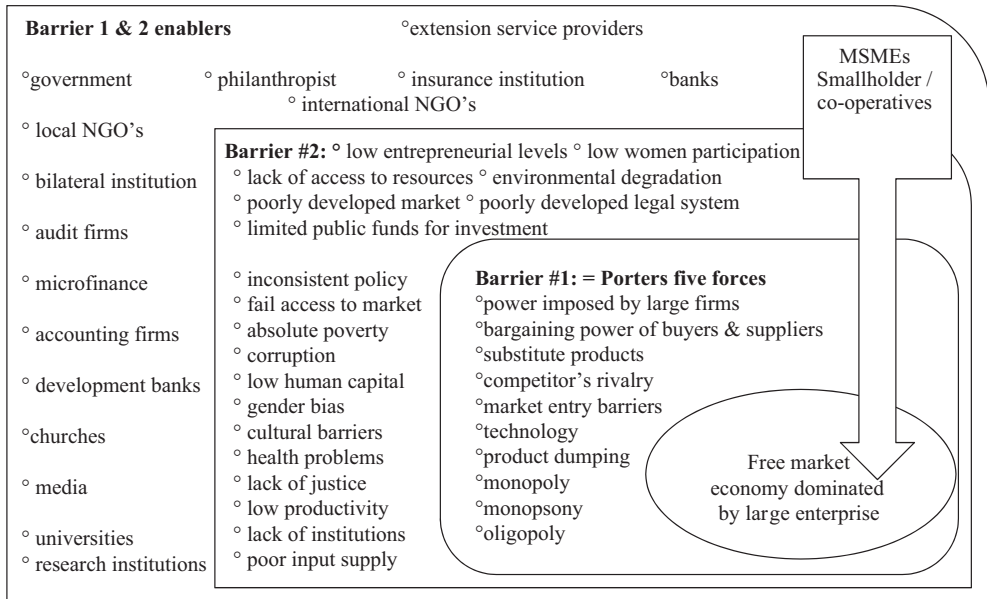 Barrier 1 & 2 enablers
°extension service providers
°government ° philanthropist ° insurance institution °banks
° international NGO's
° local NGO's
° bilateral institution
° audit firms
° microfinance
° accounting firms
° development banks
°churches
° media
° universities
° research institutions
MSMEs
Smallholder /
co-operatives
Barrier #2: ° low entrepreneurial levels ° low women participation
° lack of access to resources ° environmental degradation
° poorly developed market ° poorly developed legal system
° limited public funds for investment
° inconsistent policy
° fail access to market
° absolute poverty
° corruption
° low human capital
° gender bias
° cultural barriers
° health problems
° lack of justice
° low productivity
° lack of institutions
° poor input supply
Barrier #1: = Porters five forces
°power imposed by large firms
°bargaining power of buyers & suppliers
°substitute products
°competitor's rivalry
°market entry barriers
°technology
°product dumping
°monopoly
°monopsony
°oligopoly
Free market
economy dominated
by large enterprise